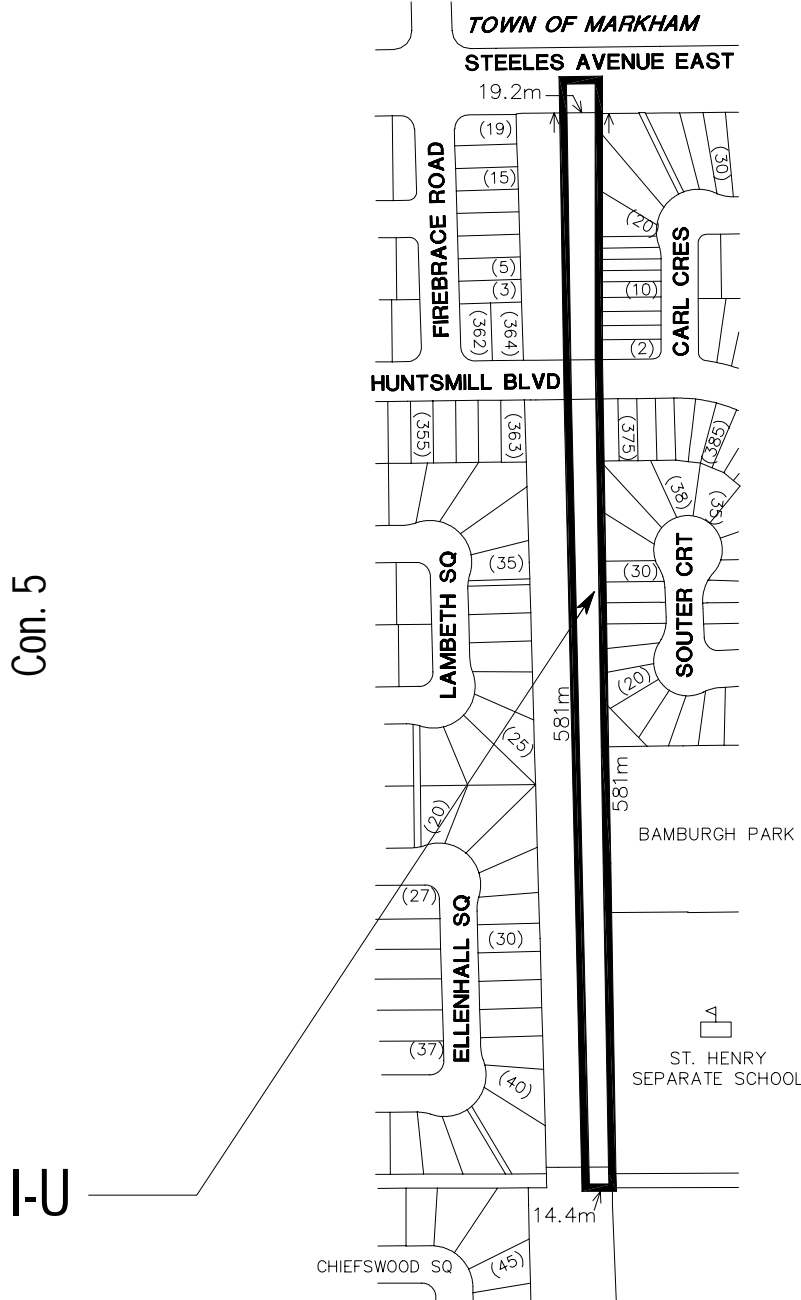 TOWN OF MARKHAM
STEELES AVENUE EAST
19.2m
(19)
(15)
(5)
(3)
(362)
(364)
FIREBRACE ROAD
(30)
(20)
(10)
(2)
CARL CRES
HUNTSMILL BLVD
(355)
(363)
(375)
(385)
(38)
(35)
(35)
(30)
LAMBETH SQ
SOUTER CRT
Con. 5
(20)
(25)
581m
581m
(20)
BAMBURGH PARK
(27)
(30)
ELLENHALL SQ
(37)
(40)
ST. HENRY
SEPARATE SCHOOL
I-U
14.4m
CHIEFSWOOD SQ
(45)